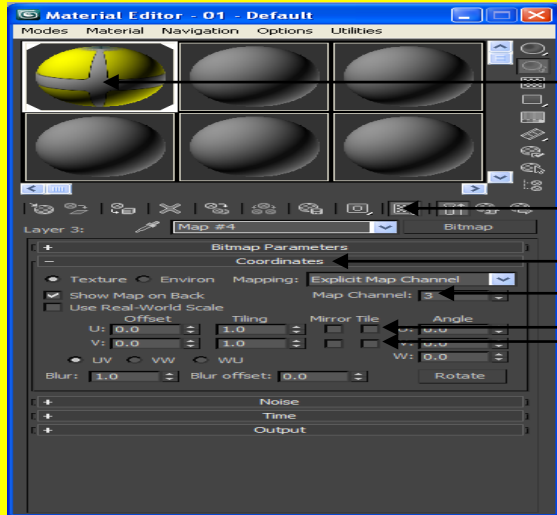 Material Editor - 01 - Default
Modes Material Navigation Options Utilities
Layer 3: Map #4 Bitmap
+ Bitmap Parameters
- Coordinates
Texture Environ Mapping: Explicit Map Channel
Show Map on Back Map Channel: 3
Use Real-World Scale
Offset Tiling Mirror Tile Angle
U: 0.0 1.0 U: 0.0
V: 0.0 1.0 V: 0.0
UV VW WU W: 0.0
Blur: 1.0 Blur offset: 0.0 Rotate
+ Noise
+ Time
+ Output